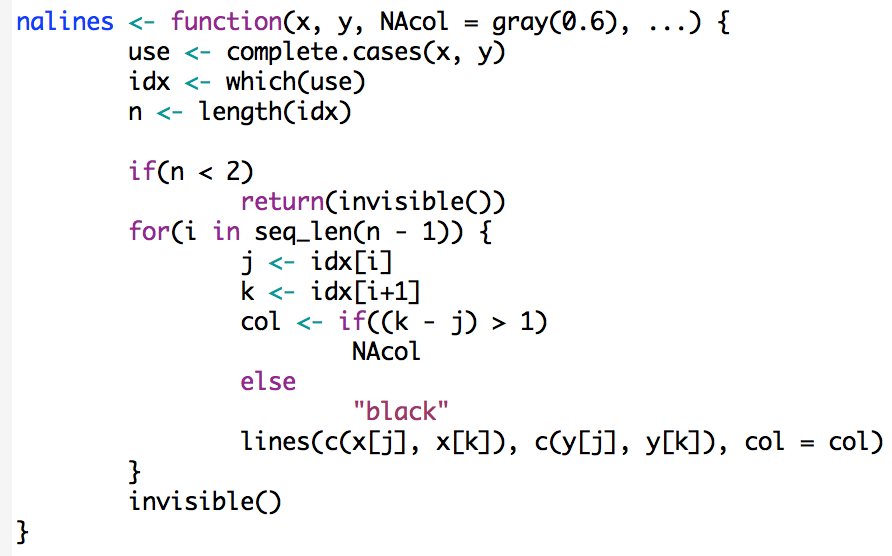 nalines <- function(x, y, NAcol = gray(0.6), ...) {
        use <- complete.cases(x, y)
        idx <- which(use)
        n <- length(idx)

        if(n < 2)
                return(invisible())
        for(i in seq_len(n - 1)) {
                j <- idx[i]
                k <- idx[i+1]
                col <- if((k - j) > 1)
                        NAcol
                else
                        "black"
                lines(c(x[j], x[k]), c(y[j], y[k]), col = col)
        }
        invisible()
}